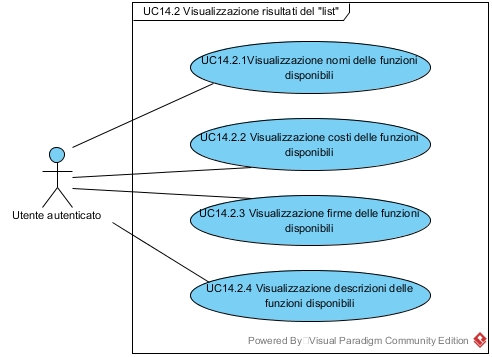 UC14.2 Visualizzazione risultati del "list"
UC14.2.1Visualizzazione nomi delle funzioni
disponibili
UC14.2.2 Visualizzazione costi delle funzioni
disponibili
Utente autenticato
UC14.2.3 Visualizzazione firme delle funzioni
disponibili
UC14.2.4 Visualizzazione descrizioni delle
funzioni disponibili
Powered By Visual Paradigm Community Edition